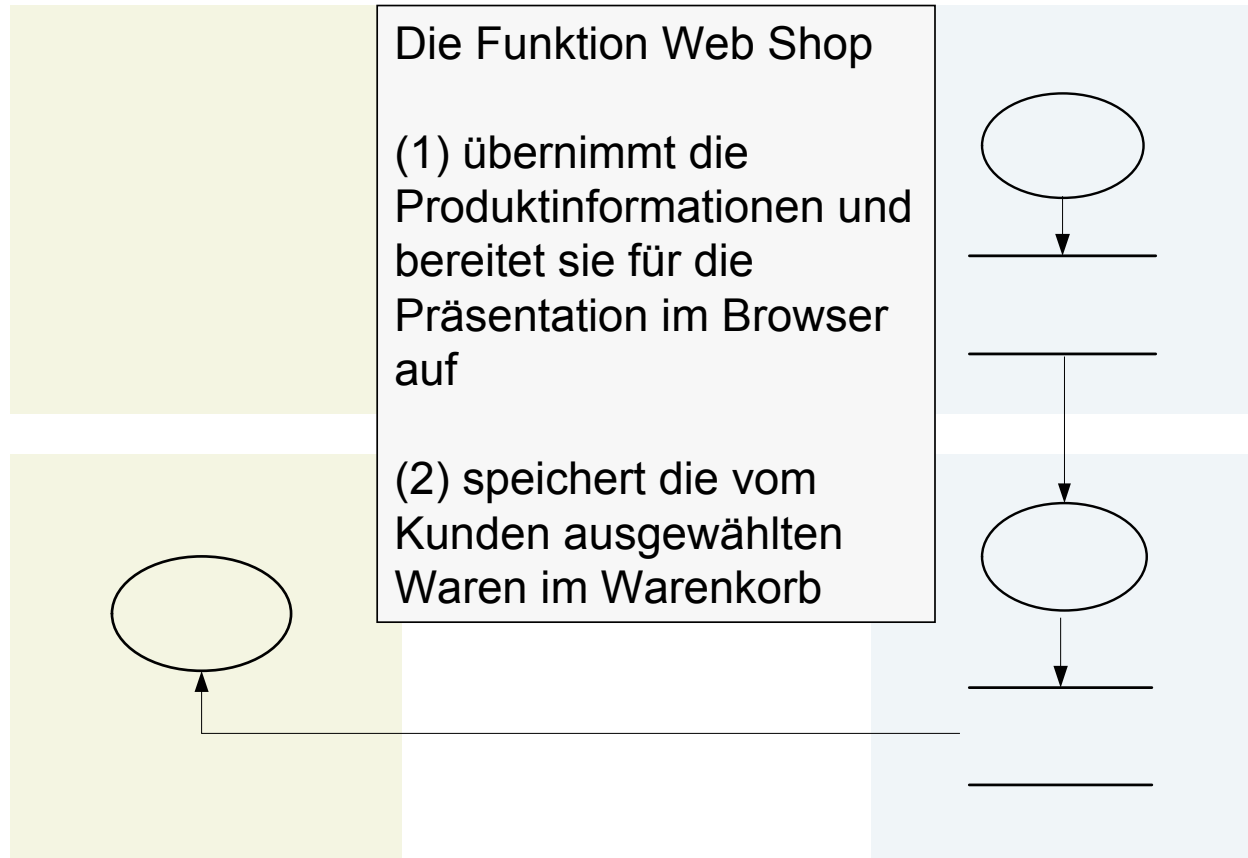 Die Funktion Web Shop
(1) übernimmt die
Produktinformationen und
bereitet sie für die
Präsentation im Browser
auf
(2) speichert die vom
Kunden ausgewählten
Waren im Warenkorb